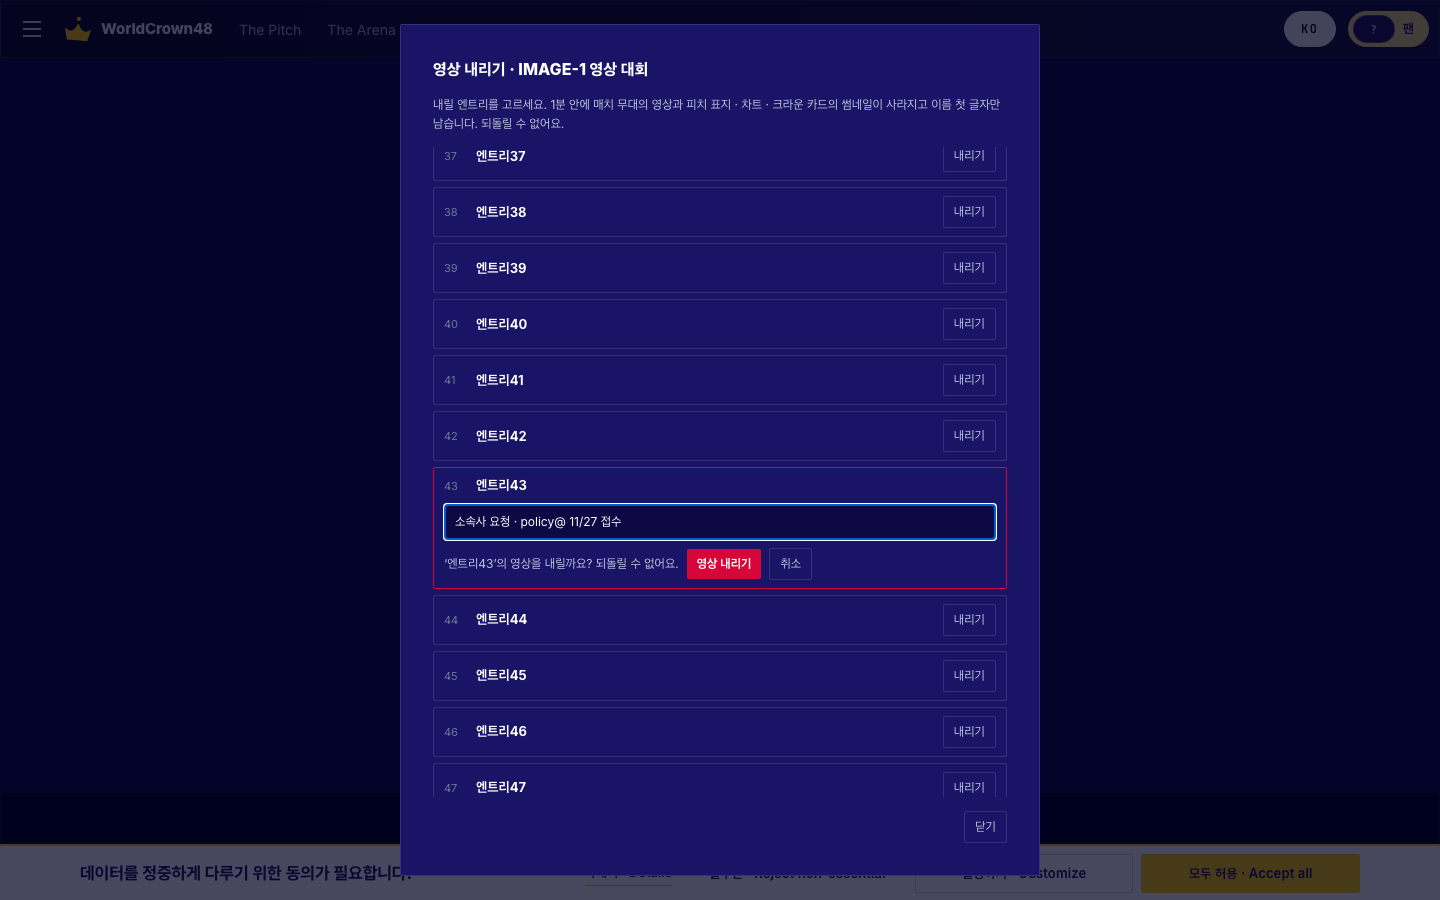 WorldCrown48
The Pitch
The Arena
KO
?
팬
영상 내리기 · IMAGE-1 영상 대회
내릴 엔트리를 고르세요. 1분 안에 매치 무대의 영상과 피치 표지 · 차트 · 크라운 카드의 썸네일이 사라지고 이름 첫 글자만
남습니다. 되돌릴 수 없어요.
37 엔트리37 내리기
38 엔트리38 내리기
39 엔트리39 내리기
40 엔트리40 내리기
41 엔트리41 내리기
42 엔트리42 내리기
43 엔트리43
소속사 요청 · policy@ 11/27 접수
‘엔트리43’의 영상을 내릴까요? 되돌릴 수 없어요. 영상 내리기 취소
44 엔트리44 내리기
45 엔트리45 내리기
46 엔트리46 내리기
47 엔트리47 내리기
닫기
데이터를 정중하게 다루기 위한 동의가 필요합니다.
모두 허용 · Accept all